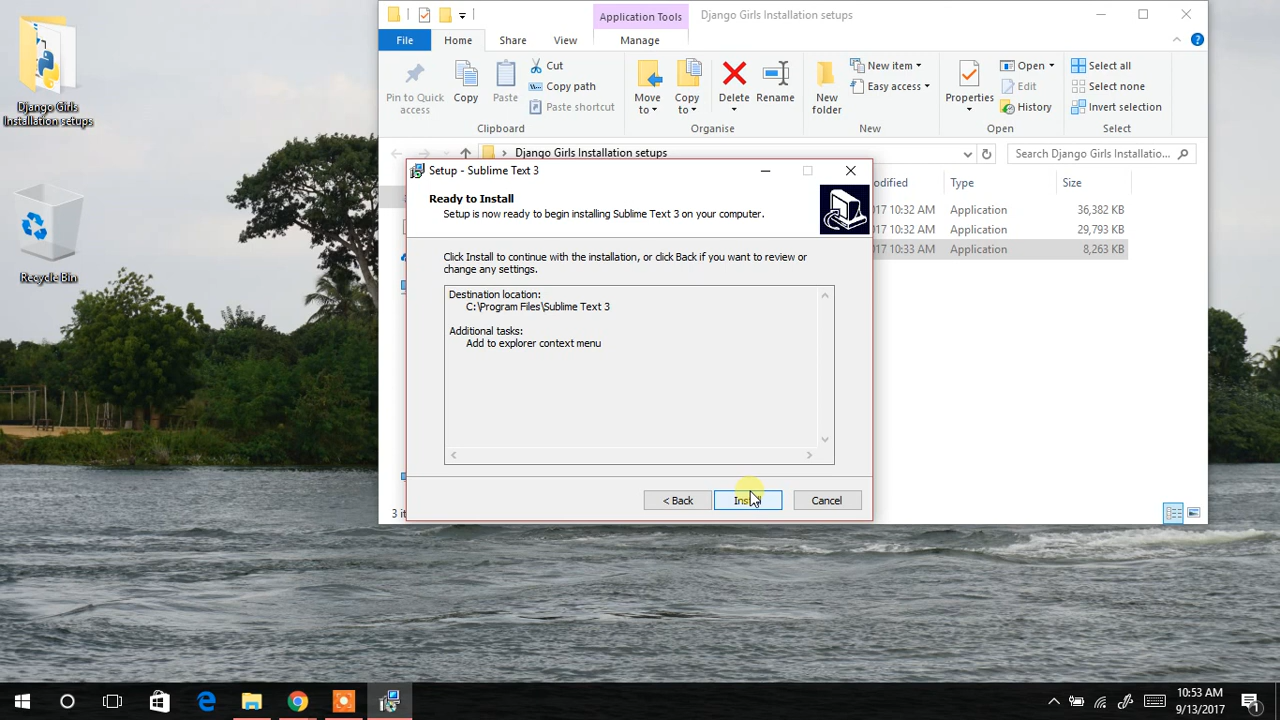 Django Girls
Installation setups
Recycle Bin
Application Tools
Django Girls Installation setups
File
Home
Share
View
Manage
Pin to Quick
access
Copy
Paste
Cut
Copy path
Paste shortcut
Clipboard
Move
to
Copy
to
Delete
Rename
Organise
New
folder
New item
Easy access
New
Properties
Open
Edit
History
Open
Select all
Select none
Invert selection
Select
Django Girls Installation setups
Search Django Girls Installatio...
Type
Size
2017 10:32 AM Application 36,382 KB
2017 10:32 AM Application 29,793 KB
2017 10:33 AM Application 8,263 KB
Setup - Sublime Text 3
Ready to Install
Setup is now ready to begin installing Sublime Text 3 on your computer.
Click Install to continue with the installation, or click Back if you want to review or
change any settings.
Destination location:
C:\Program Files\Sublime Text 3
Additional tasks:
Add to explorer context menu
< Back
Install
Cancel
10:53 AM
9/13/2017
1